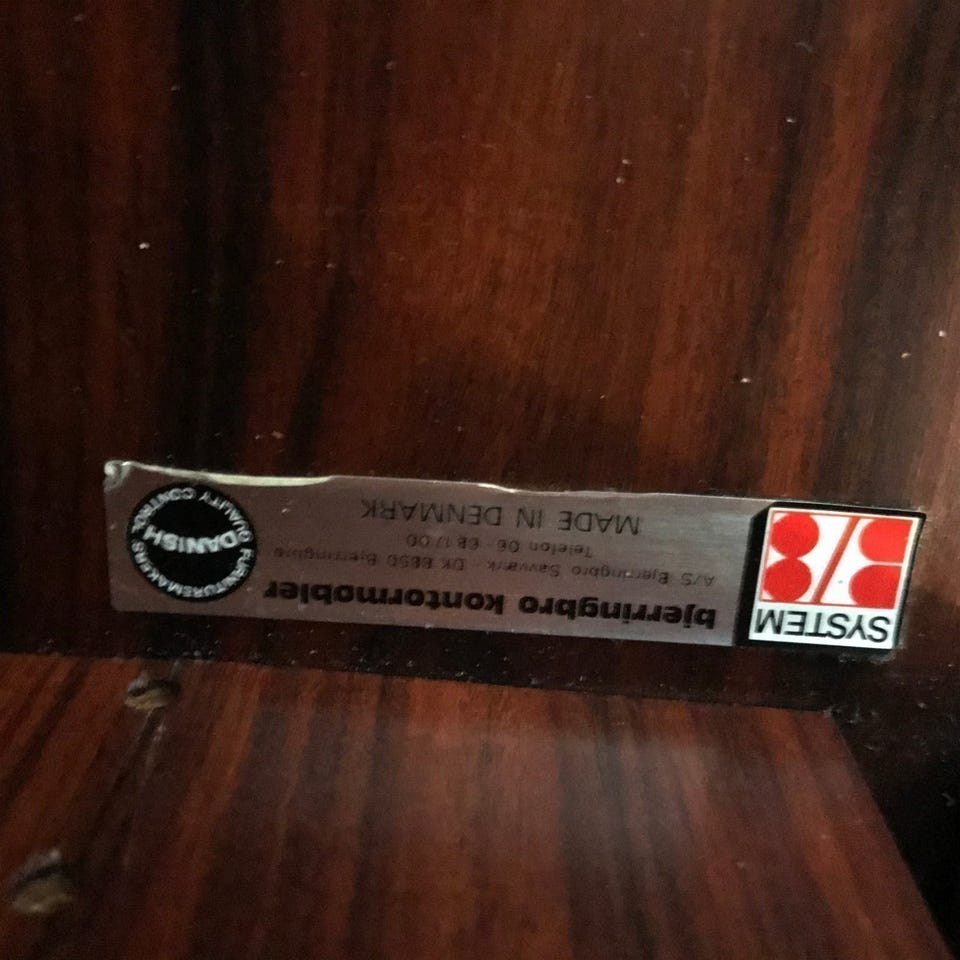 SYSTEM
bjerringbro kontormøbler
A/S Bjerringbro Savværk - DK 8850 Bjerringbro
Telefon 06 - 68 17 00
MADE IN DENMARK
FURNITUREMAKERS
DANISH
QUALITY CONTROL